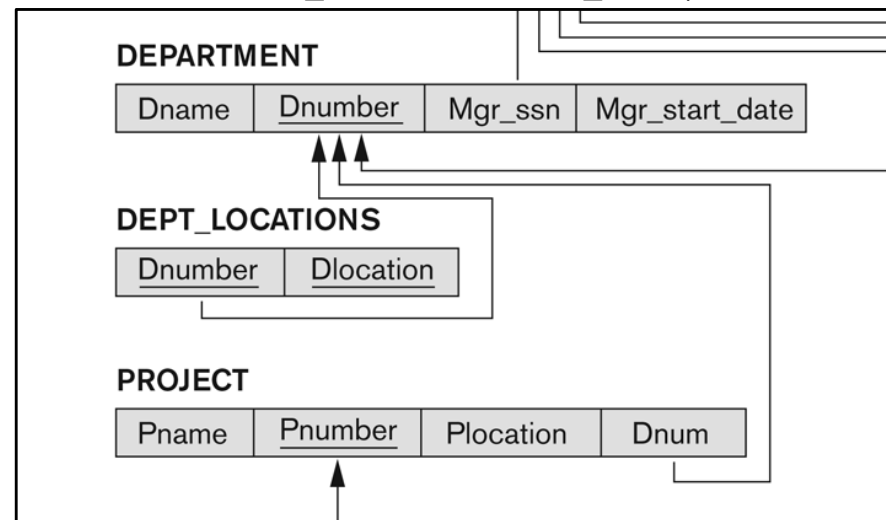 DEPARTMENT
Dname Dnumber Mgr_ssn Mgr_start_date
DEPT_LOCATIONS
Dnumber Dlocation
PROJECT
Pname Pnumber Plocation Dnum